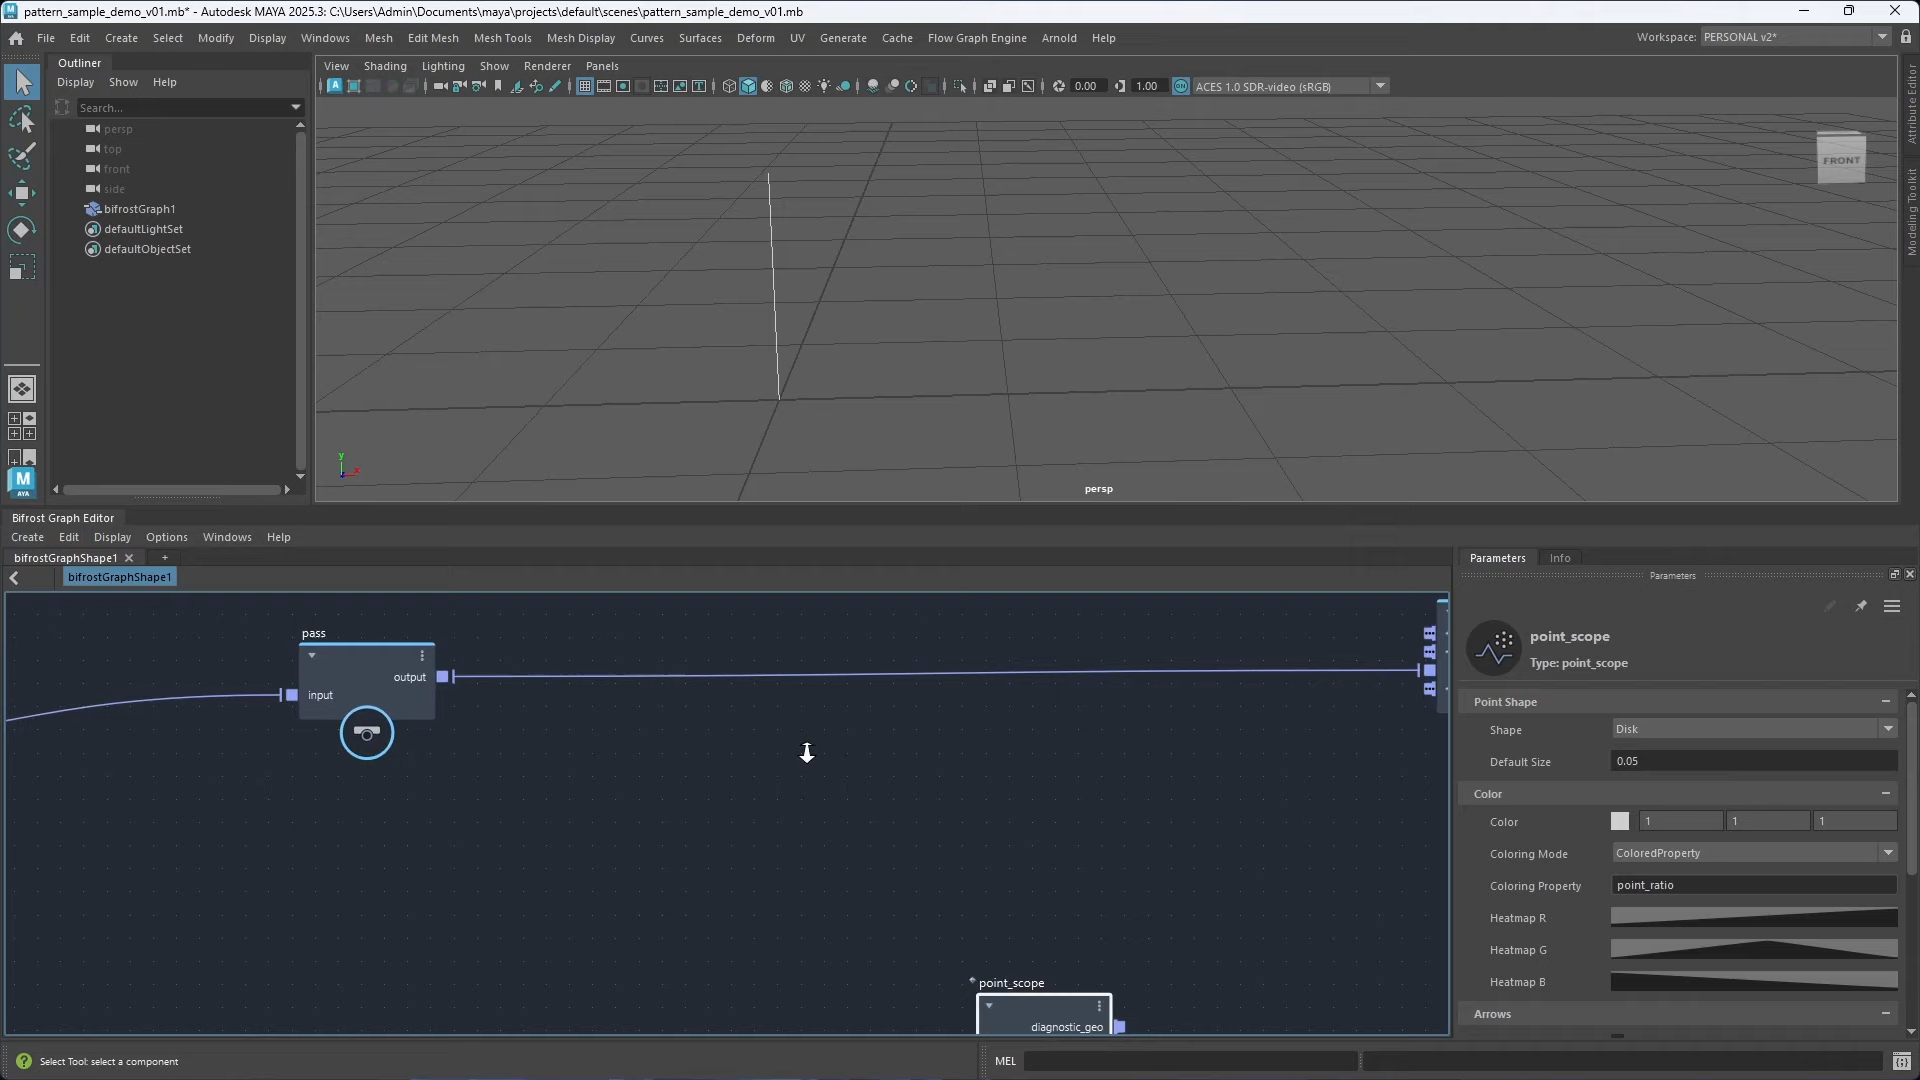 pattern_sample_demo_v01.mb* - Autodesk MAYA 2025.3: C:\Users\Admin\Documents\maya\projects\default\scenes\pattern_sample_demo_v01.mb
File Edit Create Select Modify Display Windows Mesh Edit Mesh Mesh Tools Mesh Display Curves Surfaces Deform UV Generate Cache Flow Graph Engine Arnold Help
Workspace: PERSONAL v2*
Outliner
Display Show Help
Search...
persp
top
front
side
bifrostGraph1
defaultLightSet
defaultObjectSet
M
AYA
View Shading Lighting Show Renderer Panels
0.00
1.00
ON
ACES 1.0 SDR-video (sRGB)
FRONT
y
x
persp
Attribute Editor
Modeling Toolkit
Bifrost Graph Editor
Create Edit Display Options Windows Help
bifrostGraphShape1
+
bifrostGraphShape1
pass
output
input
point_scope
diagnostic_geo
Parameters Info
Parameters
point_scope
Type: point_scope
Point Shape
Shape Disk
Default Size 0.05
Color
Color 1 1 1
Coloring Mode ColoredProperty
Coloring Property point_ratio
Heatmap R
Heatmap G
Heatmap B
Arrows
Select Tool: select a component
MEL